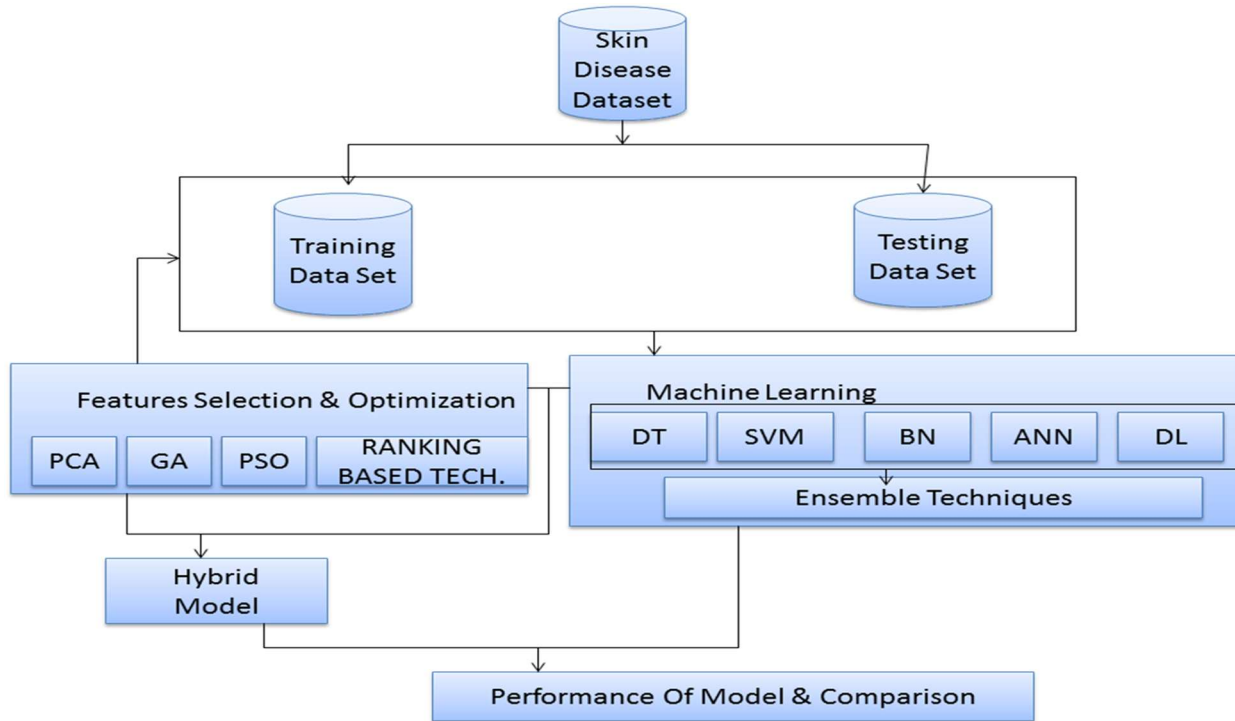 Skin
Disease
Dataset
Training
Data Set
Testing
Data Set
Features Selection & Optimization
PCA
GA
PSO
RANKING
BASED TECH.
Machine Learning
DT
SVM
BN
ANN
DL
Ensemble Techniques
Hybrid
Model
Performance Of Model & Comparison